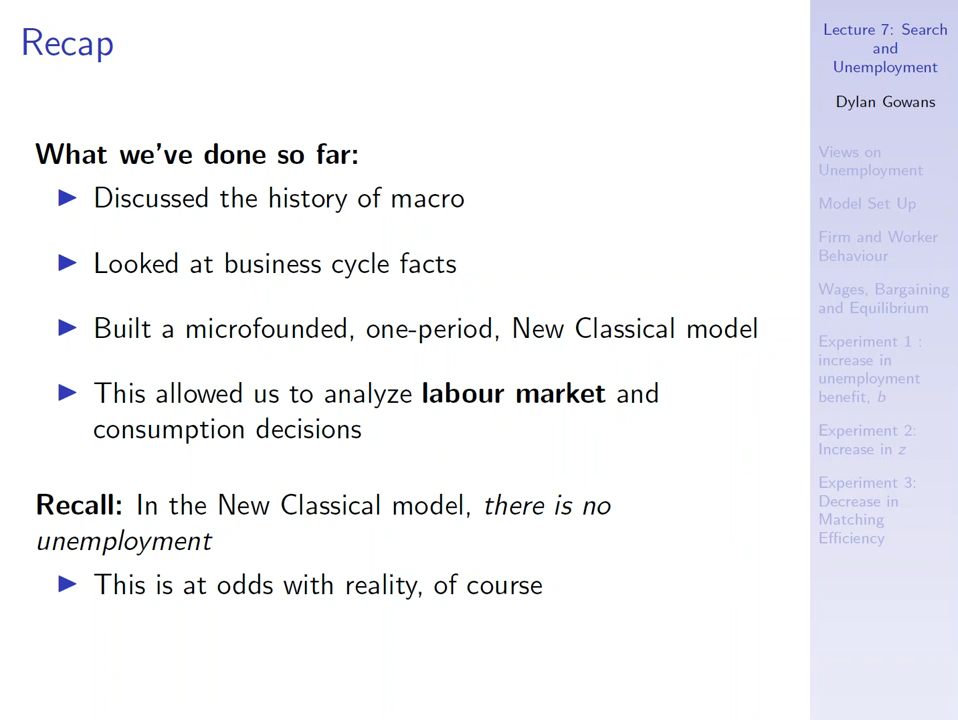 Recap
What we've done so far:
Discussed the history of macro
Looked at business cycle facts
Built a microfounded, one-period, New Classical model
This allowed us to analyze labour market and
consumption decisions
Recall: In the New Classical model, there is no
unemployment
This is at odds with reality, of course
Lecture 7: Search
and
Unemployment
Dylan Gowans
Views on
Unemployment
Model Set Up
Firm and Worker
Behaviour
Wages, Bargaining
and Equilibrium
Experiment 1 :
increase in
unemployment
benefit, b
Experiment 2:
Increase in z
Experiment 3:
Decrease in
Matching
Efficiency